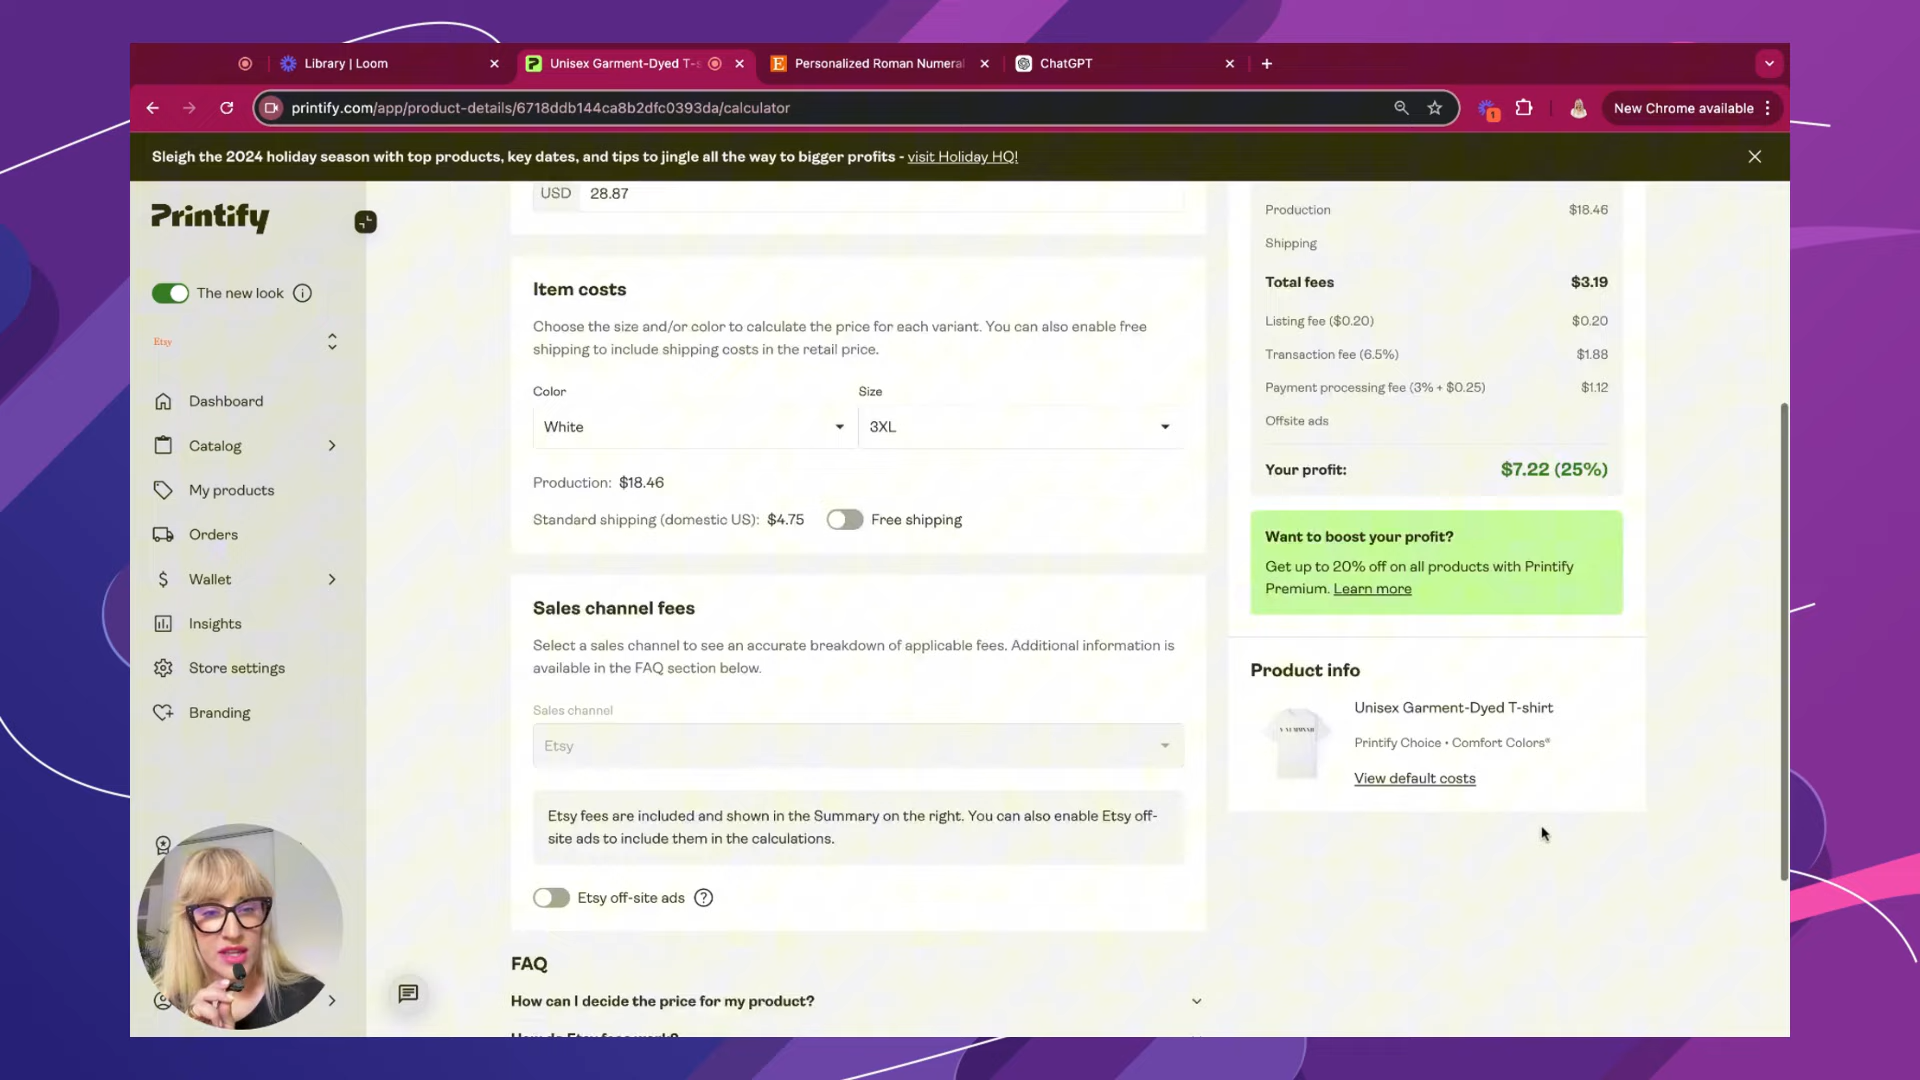 Library | Loom
Unisex Garment-Dyed T-s
Personalized Roman Numeral
ChatGPT
printify.com/app/product-details/6718ddb144ca8b2dfc0393da/calculator
1
New Chrome available
Sleigh the 2024 holiday season with top products, key dates, and tips to jingle all the way to bigger profits - visit Holiday HQ!
Printify
The new look
Etsy
Dashboard
Catalog
My products
Orders
Wallet
Insights
Store settings
Branding
USD 28.87
Item costs
Choose the size and/or color to calculate the price for each variant. You can also enable free
shipping to include shipping costs in the retail price.
Color
Size
White
3XL
Production: $18.46
Standard shipping (domestic US): $4.75
Free shipping
Sales channel fees
Select a sales channel to see an accurate breakdown of applicable fees. Additional information is
available in the FAQ section below.
Sales channel
Etsy
Etsy fees are included and shown in the Summary on the right. You can also enable Etsy off-
site ads to include them in the calculations.
Etsy off-site ads
FAQ
How can I decide the price for my product?
How do Etsy fees work?
Production $18.46
Shipping
Total fees $3.19
Listing fee ($0.20) $0.20
Transaction fee (6.5%) $1.88
Payment processing fee (3% + $0.25) $1.12
Offsite ads
Your profit: $7.22 (25%)
Want to boost your profit?
Get up to 20% off on all products with Printify
Premium. Learn more
Product info
Unisex Garment-Dyed T-shirt
Printify Choice • Comfort Colors®
View default costs